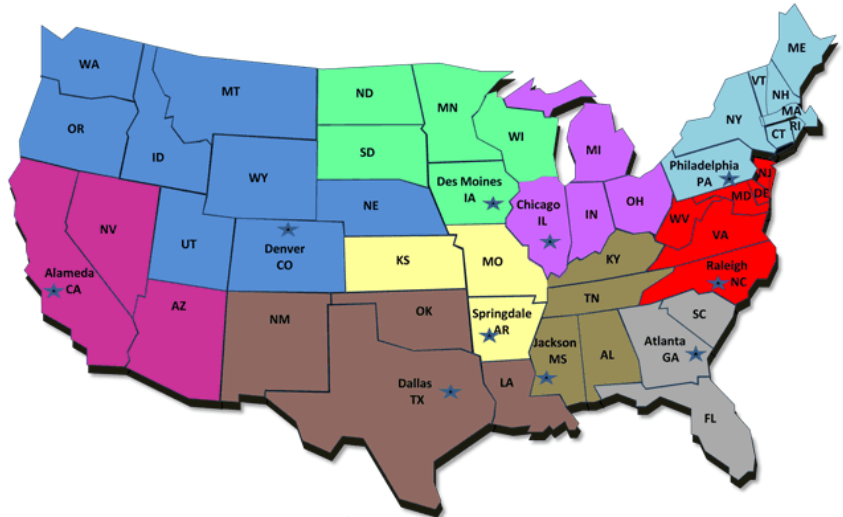 WA
MT
ND
MN
ME
VT
NH
MA
NY
CT
RI
OR
ID
WY
SD
WI
MI
Philadelphia
PA
NJ
MD
DE
Des Moines
IA
NE
Chicago
IL
IN
OH
WV
VA
NV
UT
Denver
CO
KS
MO
KY
Raleigh
NC
Alameda
CA
AZ
NM
OK
TN
Springdale
AR
SC
Jackson
MS
AL
Atlanta
GA
Dallas
TX
LA
FL